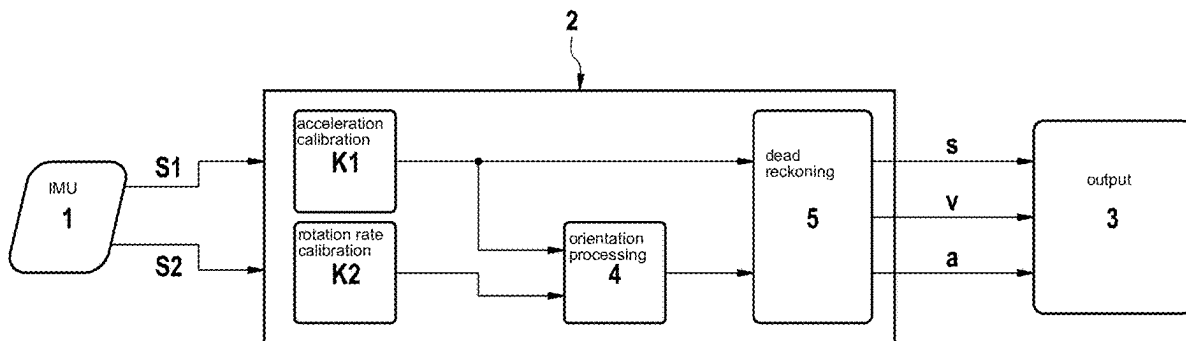 2
acceleration
calibration
K1
S1
IMU
1
S2
rotation rate
calibration
K2
orientation
processing
4
dead
reckoning
5
s
v
a
output
3